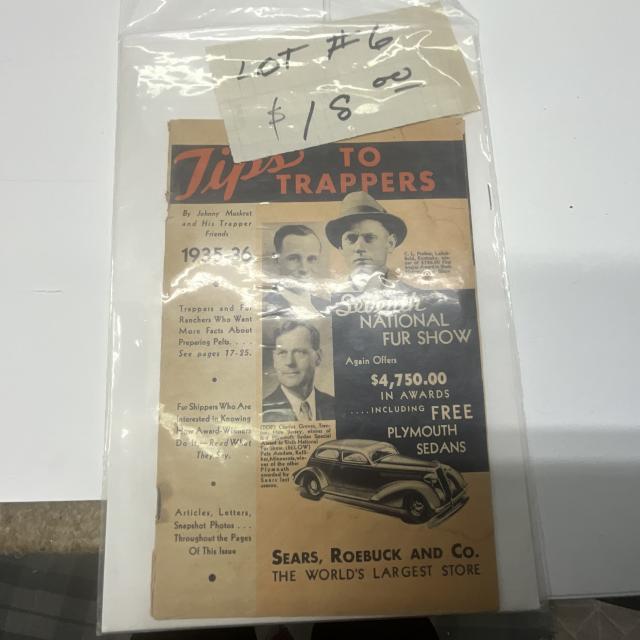 LOT #6
$18.00
Tips TO
TRAPPERS
By Johnny Muskrat
and His Trapper
Friends
1935-36
Trappers and Fur
Ranchers Who Want
More Facts About
Preparing Pelts. . . .
See pages 17-25.
Fur Shippers Who Are
Interested in Knowing
How Award-Winners
Do It—Read What
They Say.
Articles, Letters,
Snapshot Photos . . .
Throughout the Pages
Of This Issue
NATIONAL
FUR SHOW
Again Offers
$4,750.00
IN AWARDS
. . . . . INCLUDING FREE
PLYMOUTH
SEDANS
Sears last
season.
SEARS, ROEBUCK AND CO.
THE WORLD'S LARGEST STORE